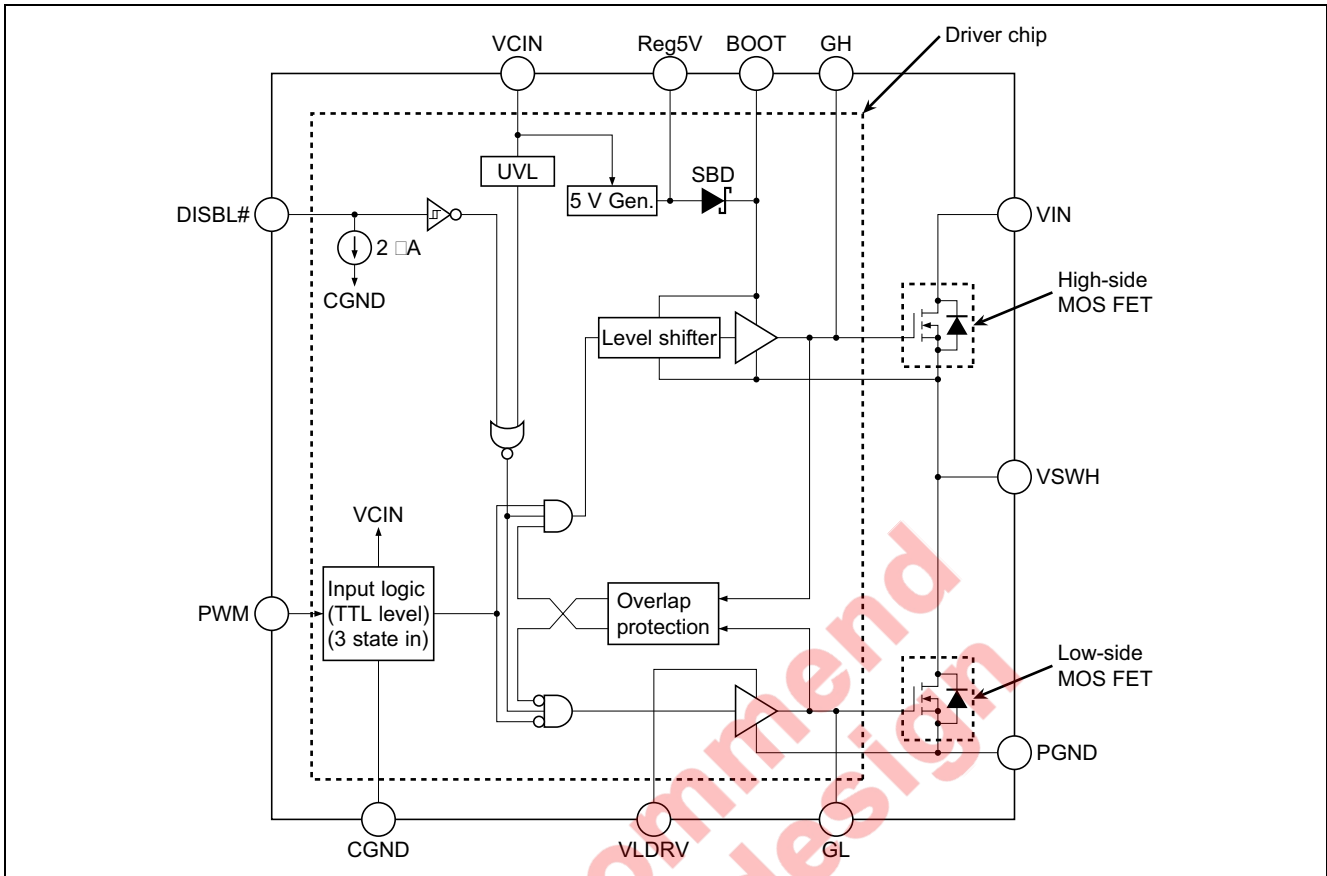 VCIN
Reg5V
BOOT
GH
Driver chip
UVL
5 V Gen.
SBD
DISBL#
2 □A
CGND
VIN
High-side
MOS FET
Level shifter
VSWH
VCIN
Input logic
(TTL level)
(3 state in)
PWM
Overlap
protection
Low-side
MOS FET
PGND
CGND
VLDRV
GL
ommend
design